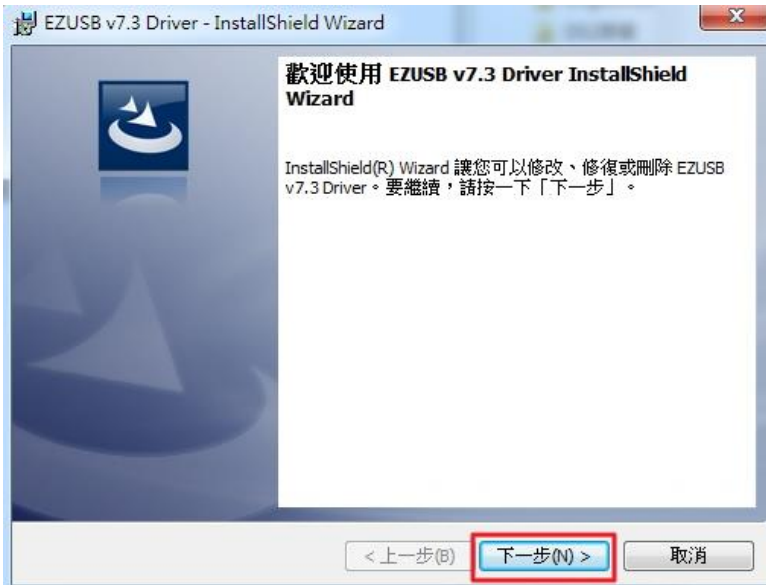 EZUSB v7.3 Driver - InstallShield Wizard
X
歡迎使用 EZUSB v7.3 Driver InstallShield
Wizard
InstallShield(R) Wizard 讓您可以修改、修復或刪除 EZUSB
v7.3 Driver。要繼續，請按一下「下一步」。
< 上一步(B)
下一步(N) >
取消